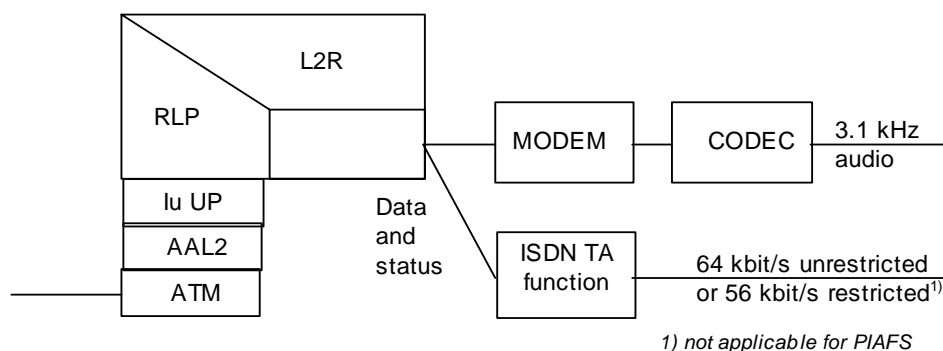 L2R
RLP
Iu UP
AAL2
ATM
Data
and
status
MODEM
CODEC
3.1 kHz
audio
ISDN TA
function
64 kbit/s unrestricted
or 56 kbit/s restricted1)
1) not applicable for PIAFS